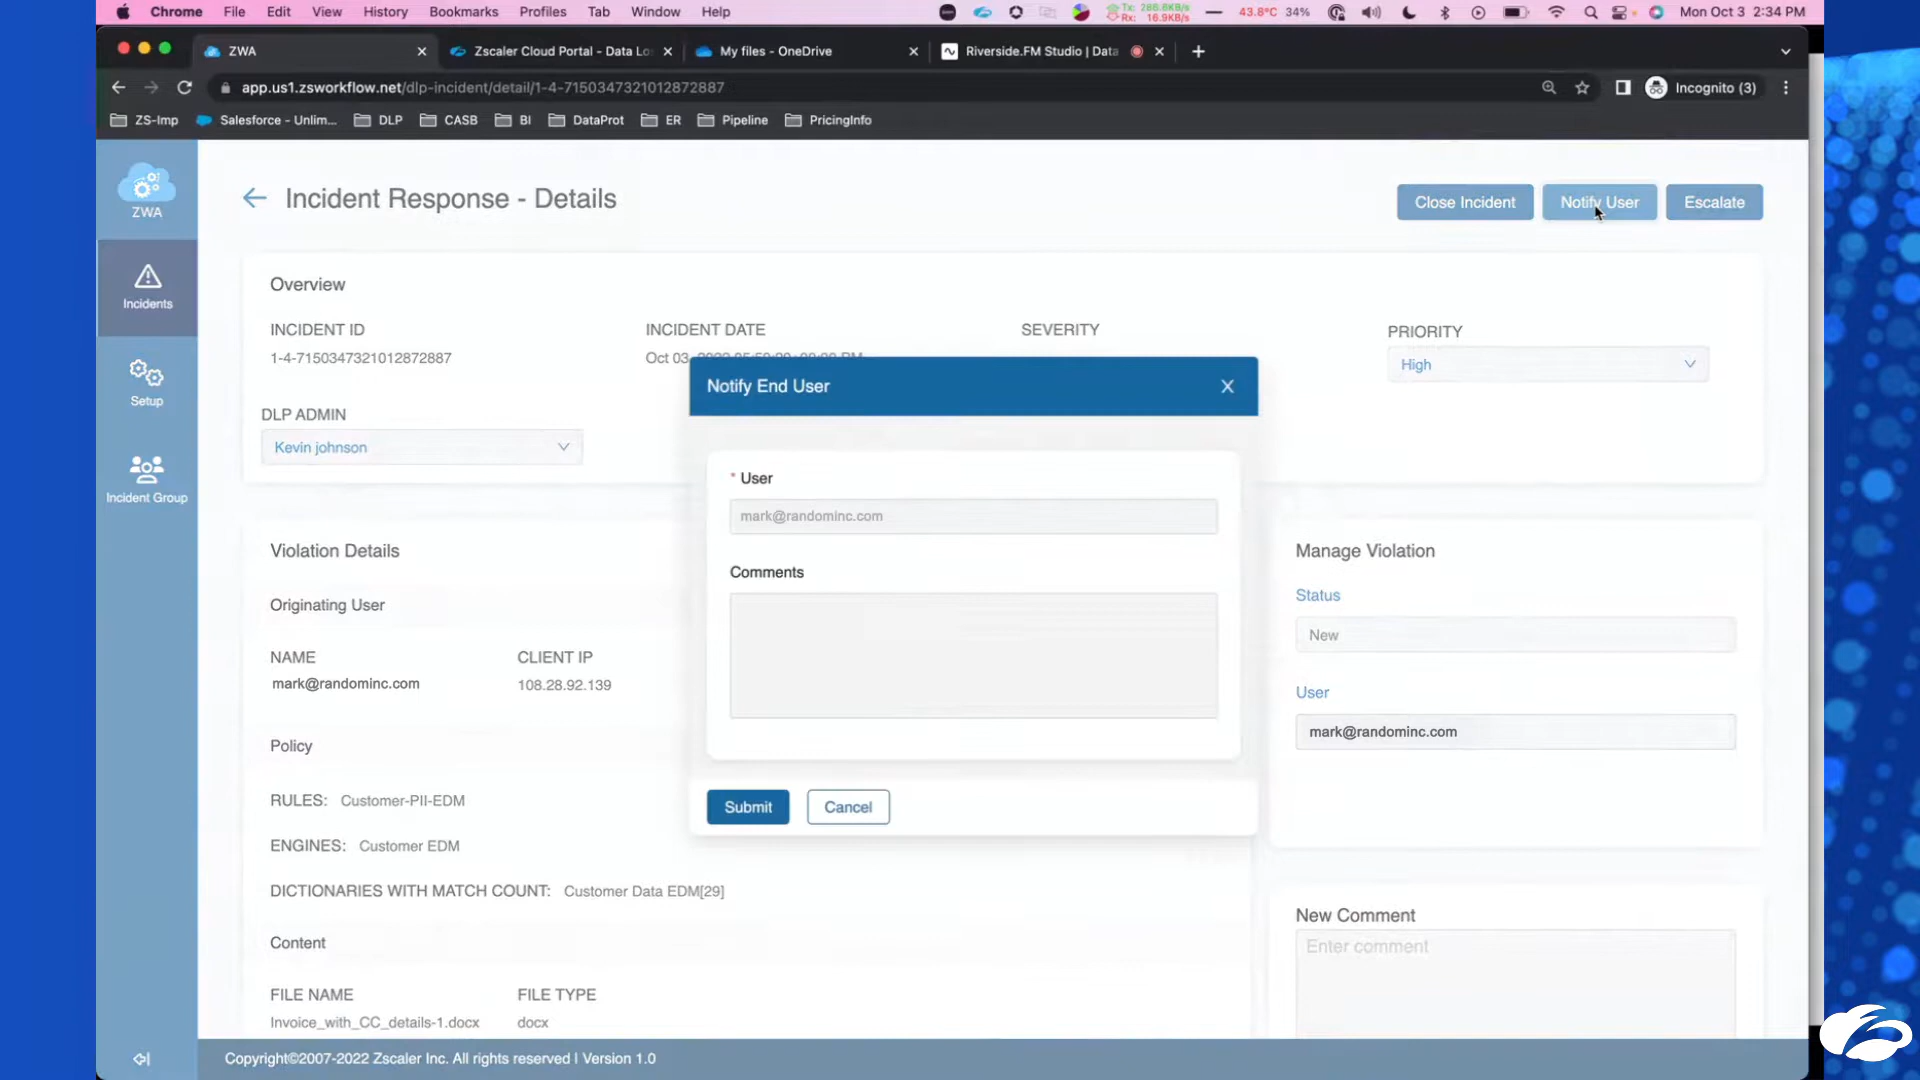 Chrome File Edit View History Bookmarks Profiles Tab Window Help
Tx: 286.6KB/s
Rx: 16.9KB/s
43.8°C 34%
Mon Oct 3 2:34 PM
ZWA
Zscaler Cloud Portal - Data Lo
My files - OneDrive
Riverside.FM Studio | Data
app.us1.zsworkflow.net/dlp-incident/detail/1-4-7150347321012872887
Incognito (3)
ZS-Imp Salesforce - Unlim... DLP CASB BI DataProt ER Pipeline PricingInfo
ZWA
Incidents
Setup
Incident Group
Incident Response - Details
Close Incident
Notify User
Escalate
Overview
INCIDENT ID
1-4-7150347321012872887
INCIDENT DATE
Oct 03,
SEVERITY
PRIORITY
High
DLP ADMIN
Kevin johnson
Notify End User
* User
mark@randominc.com
Comments
Submit
Cancel
Violation Details
Originating User
NAME
mark@randominc.com
CLIENT IP
108.28.92.139
Policy
RULES: Customer-PII-EDM
ENGINES: Customer EDM
DICTIONARIES WITH MATCH COUNT: Customer Data EDM[29]
Content
FILE NAME
Invoice_with_CC_details-1.docx
FILE TYPE
docx
Manage Violation
Status
New
User
mark@randominc.com
New Comment
Enter comment
Copyright©2007-2022 Zscaler Inc. All rights reserved | Version 1.0